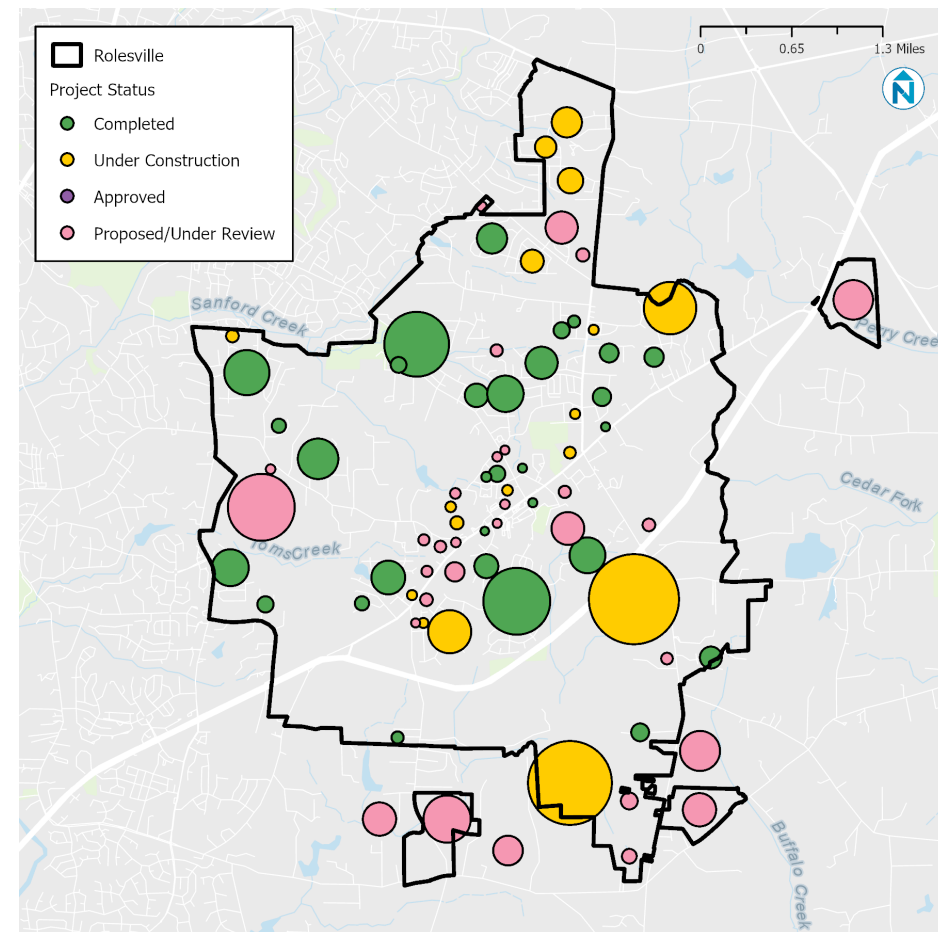 Rolesville
Project Status
Completed
Under Construction
Approved
Proposed/Under Review
0 0.65 1.3 Miles
N
Sanford Creek
Perry Cree
Cedar Fork
TomsCreek
Buffalo Creek